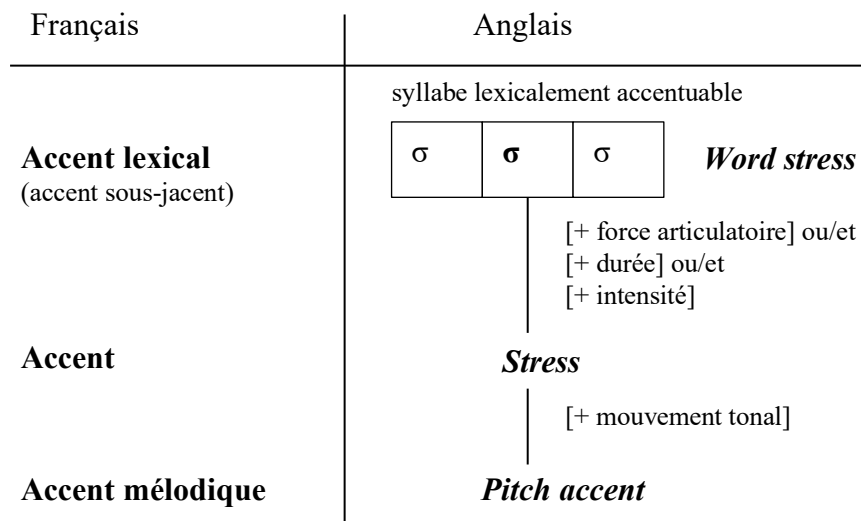 Français Anglais
syllabe lexicalement accentuable
Accent lexical σ σ σ Word stress
(accent sous-jacent)
[+ force articulatoire] ou/et
[+ durée] ou/et
[+ intensité]
Accent Stress
[+ mouvement tonal]
Accent mélodique Pitch accent